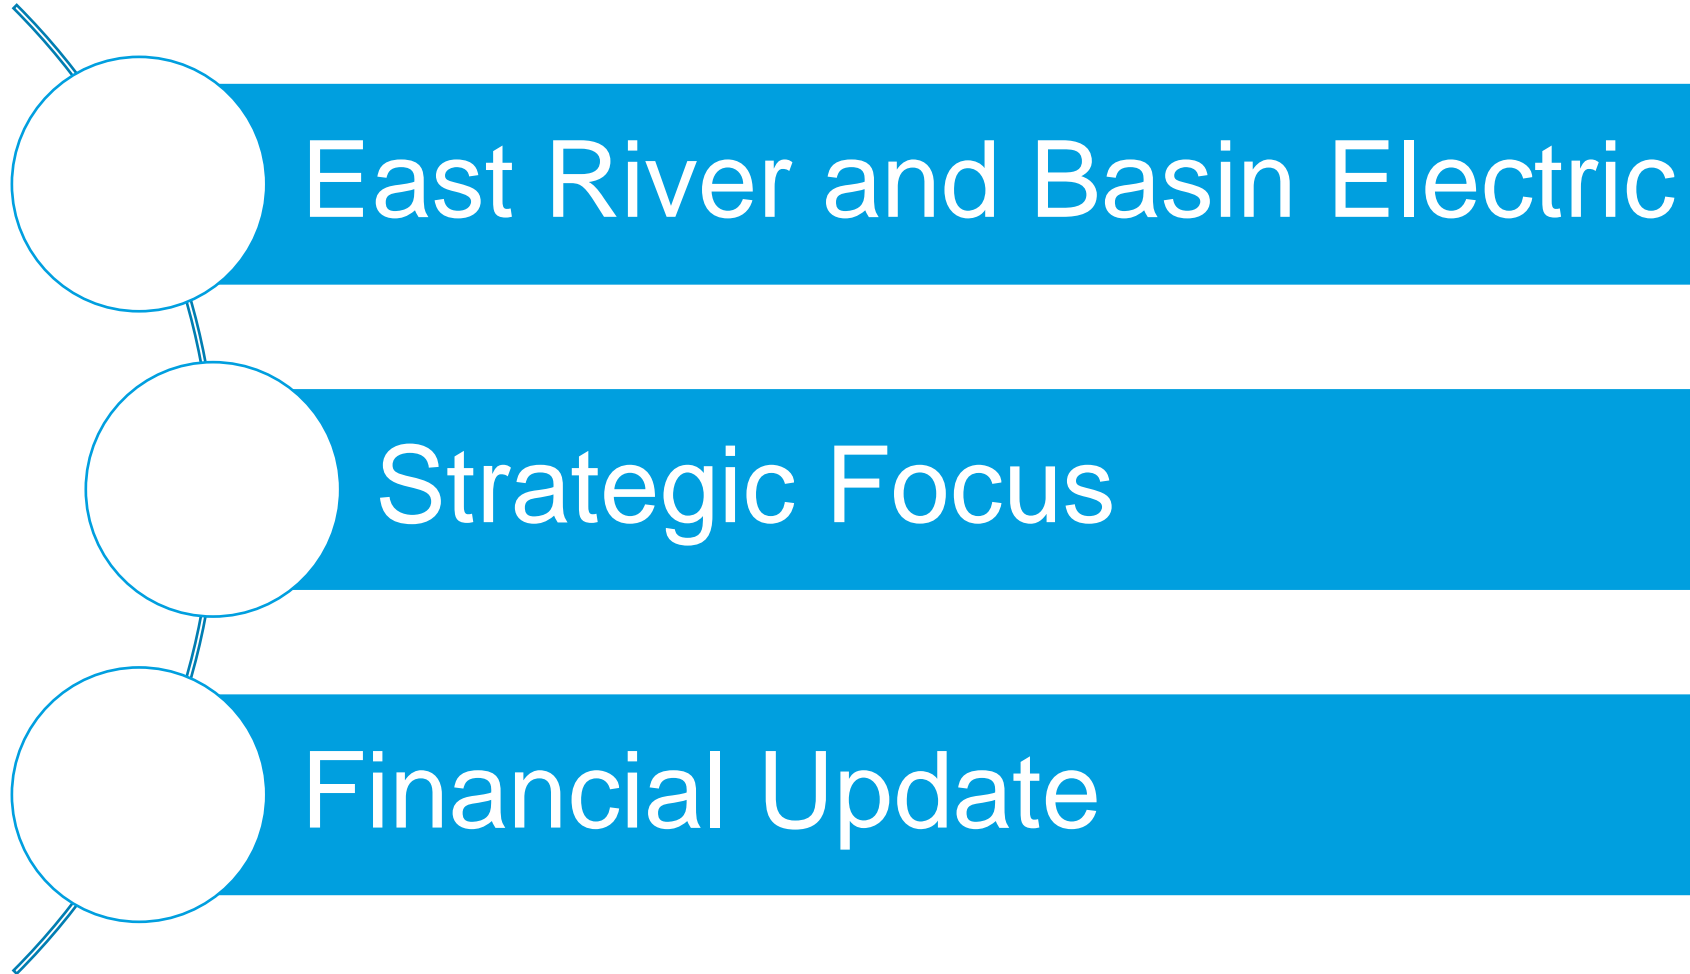 East River and Basin Electric
Strategic Focus
Financial Update